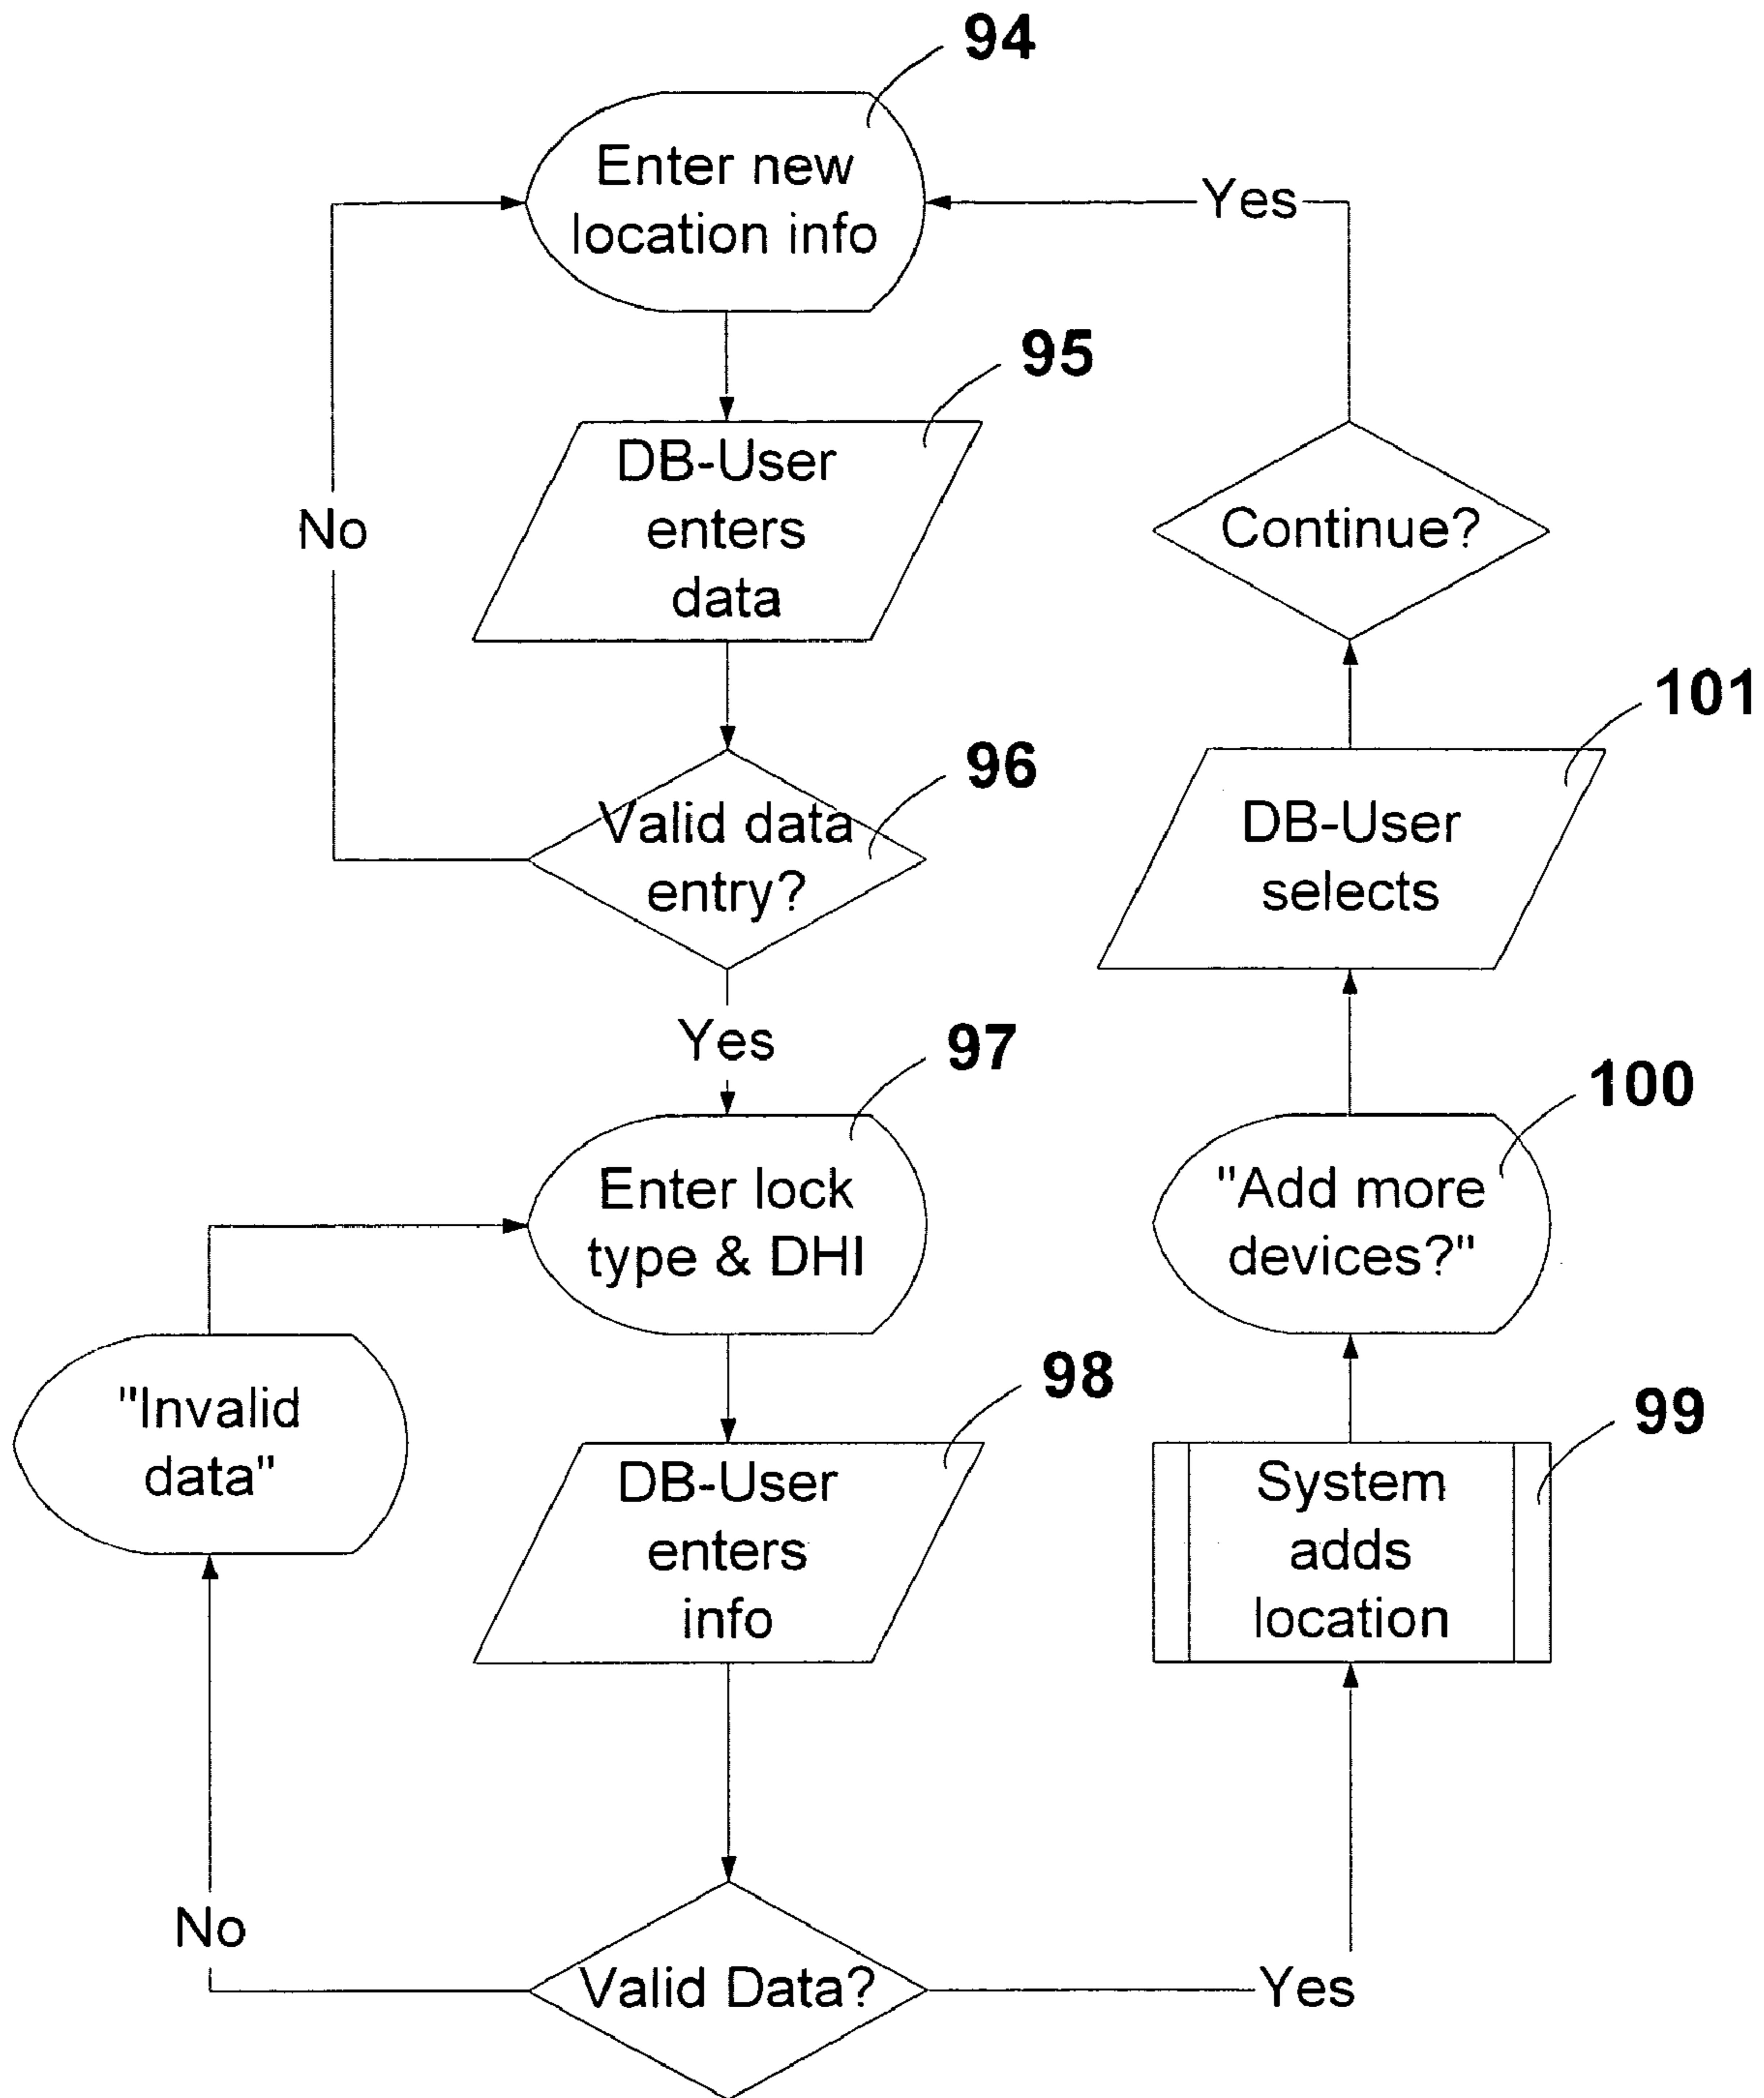 94
Enter new
location info
Yes
95
DB-User
enters
data
No
Continue?
101
96
Valid data
entry?
DB-User
selects
Yes
97
100
Enter lock
type & DHI
"Add more
devices?"
98
99
"Invalid
data"
DB-User
enters
info
System
adds
location
No
Valid Data?
Yes